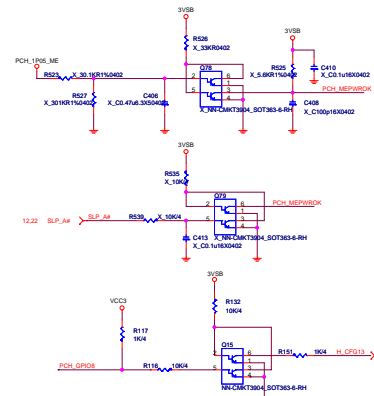 3VSB
R526
X_33KR0402
3VSB
PCH_1P05_ME
R523
X_30.1KR1%0402
Q78
2
6
1
5
3
4
R525
X_5.6KR1%0402
C410
X_C0.1u16X0402
PCH_MEPWROK
R527
X_301KR1%0402
C406
X_C0.47u6.3X50402
X_NN-CMKT3904_SOT363-6-RH
C408
X_C100p16X0402
3VSB
R535
X_10K/4
Q79
2
6
1
5
3
4
PCH_MEPWROK
12,22
SLP_A#
SLP_A#
R539
X_10K/4
C413
X_C0.1u16X0402
X_NN-CMKT3904_SOT363-6-RH
3VSB
VCC3
R132
10K/4
R117
1K/4
Q15
2
6
1
5
3
4
R151
1K/4
H_CFG13
PCH_GPIO8
R116
10K/4
NN-CMKT3904_SOT363-6-RH